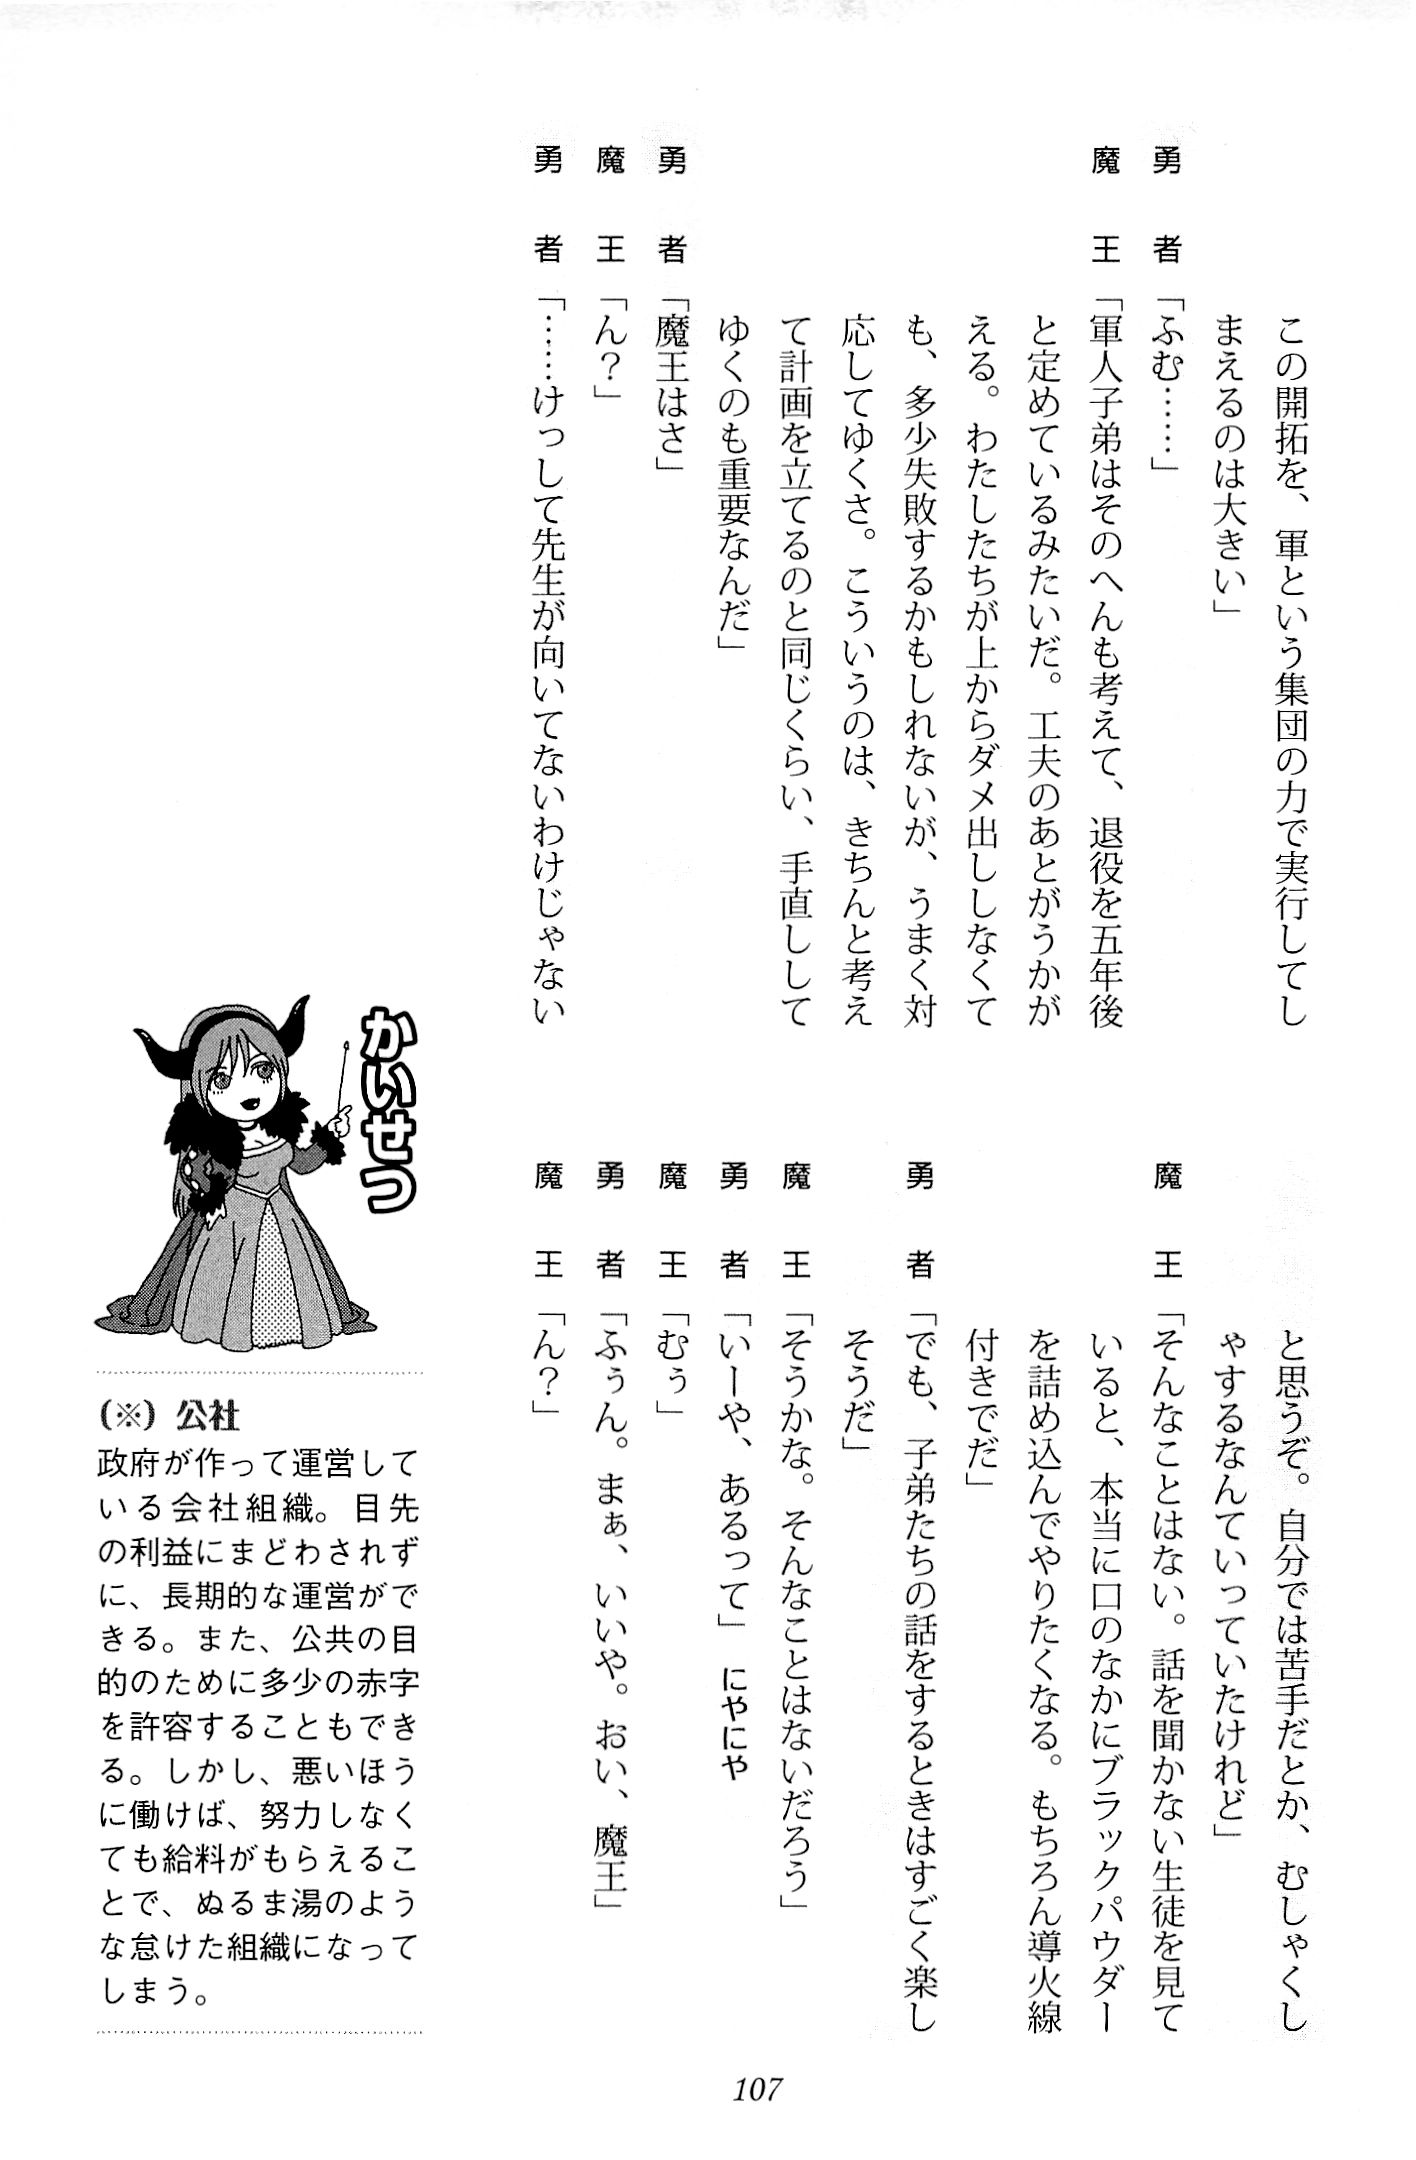 この開拓を、軍という集団の力で実行してし
まえるのは大きい」
勇者「ふむ……」
魔王「軍人子弟はそのへんも考えて、退役を五年後
と定めているみたいだ。工夫のあとがうかが
える。わたしたちが上からダメ出ししなくて
も、多少失敗するかもしれないが、うまく対
応してゆくさ。こういうのは、きちんと考え
て計画を立てるのと同じくらい、手直しして
ゆくのも重要なんだ」
勇者「魔王はさ」
魔王「ん？」
勇者「……けっして先生が向いてないわけじゃない
と思うぞ。自分では苦手だとか、むしゃくし
ゃするなんていっていたけれど」
魔王「そんなことはない。話を聞かない生徒を見て
いると、本当に口のなかにブラックパウダー
を詰め込んでやりたくなる。もちろん導火線
付きでだ」
勇者「でも、子弟たちの話をするときはすごく楽し
そうだ」
魔王「そうかな。そんなことはないだろう」
勇者「いーや、あるって」にやにや
魔王「むぅ」
勇者「ふぅん。まぁ、いいや。おい、魔王」
魔王「ん？」
かいせつ
（※）公社
政府が作って運営して
いる会社組織。目先
の利益にまどわされず
に、長期的な運営がで
きる。また、公共の目
的のために多少の赤字
を許容することもでき
る。しかし、悪いほう
に働けば、努力しなく
ても給料がもらえるこ
とで、ぬるま湯のよう
な怠けた組織になって
しまう。
107